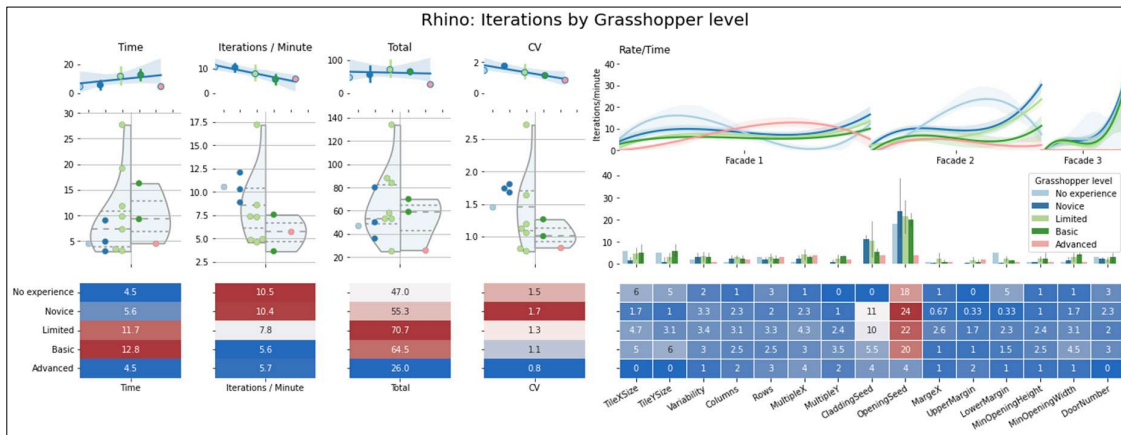 Rhino: Iterations by Grasshopper level
Time
Iterations / Minute
Total
CV
Rate/Time
20
0
10
0
100
0
2
0
40
30
20
10
0
Iterations/minute
Facade 1
Facade 2
Facade 3
30
25
20
15
10
5
17.5
15.0
12.5
10.0
7.5
5.0
2.5
140
120
100
80
60
40
20
2.5
2.0
1.5
1.0
40
30
20
10
0
Grasshopper level
No experience
Novice
Limited
Basic
Advanced
No experience 4.5 10.5 47.0 1.5
Novice 5.6 10.4 55.3 1.7
Limited 11.7 7.8 70.7 1.3
Basic 12.8 5.6 64.5 1.1
Advanced 4.5 5.7 26.0 0.8
Time Iterations / Minute Total CV
6 5 2 1 3 1 0 0 18 1 0 5 1 1 3
1.7 1 3.3 2.3 2 2.3 1 11 24 0.67 0.33 0.33 1 1.7 2.3
4.7 3.1 3.4 3.1 3.3 4.3 2.4 10 22 2.6 1.7 2.3 2.4 3.1 2
5 6 3 2.5 2.5 3 3.5 5.5 20 1 1 1.5 2.5 4.5 3
0 0 1 2 3 4 2 4 4 1 2 1 1 0 3
TileXSize
TileYSize
Variability
Columns
Rows
MultipleX
MultipleY
CladdingSeed
OpeningSeed
MargeX
UpperMargin
LowerMargin
MinOpeningHeight
MinOpeningWidth
DoorNumber